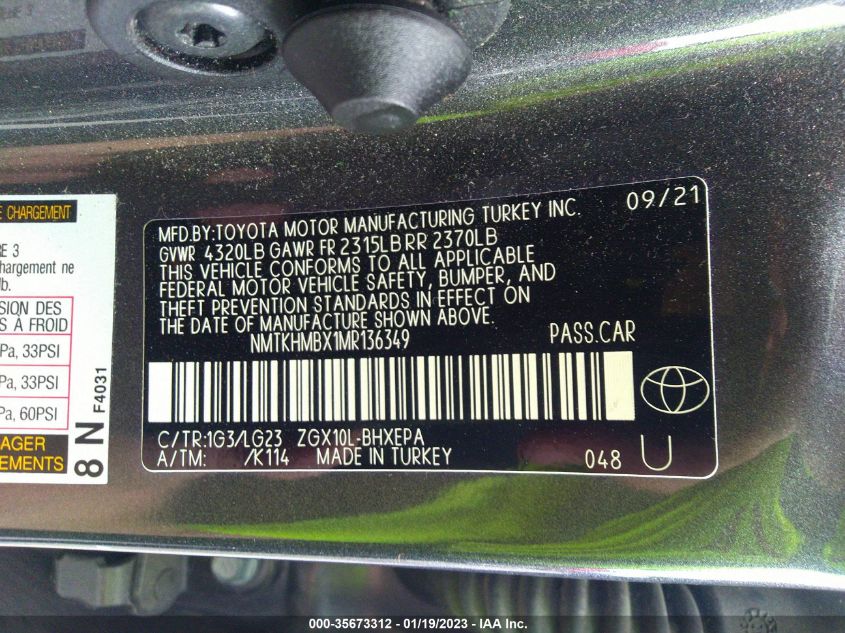 E CHARGEMENT
RE 3
chargement ne
lb.
SION DES
S À FROID
Pa, 33PSI
Pa, 33PSI
Pa, 60PSI
AGER
EMENTS
8 N F4031
MFD.BY:TOYOTA MOTOR MANUFACTURING TURKEY INC. 09/21
GVWR 4320LB GAWR FR 2315LB RR 2370LB
THIS VEHICLE CONFORMS TO ALL APPLICABLE
FEDERAL MOTOR VEHICLE SAFETY, BUMPER, AND
THEFT PREVENTION STANDARDS IN EFFECT ON
THE DATE OF MANUFACTURE SHOWN ABOVE.
NMTKHMBX1MR136349 PASS.CAR
C/TR:1G3/LG23 ZGX10L-BHXEPA
A/TM: /K114 MADE IN TURKEY 048 U
000-35673312 - 01/19/2023 - IAA Inc.